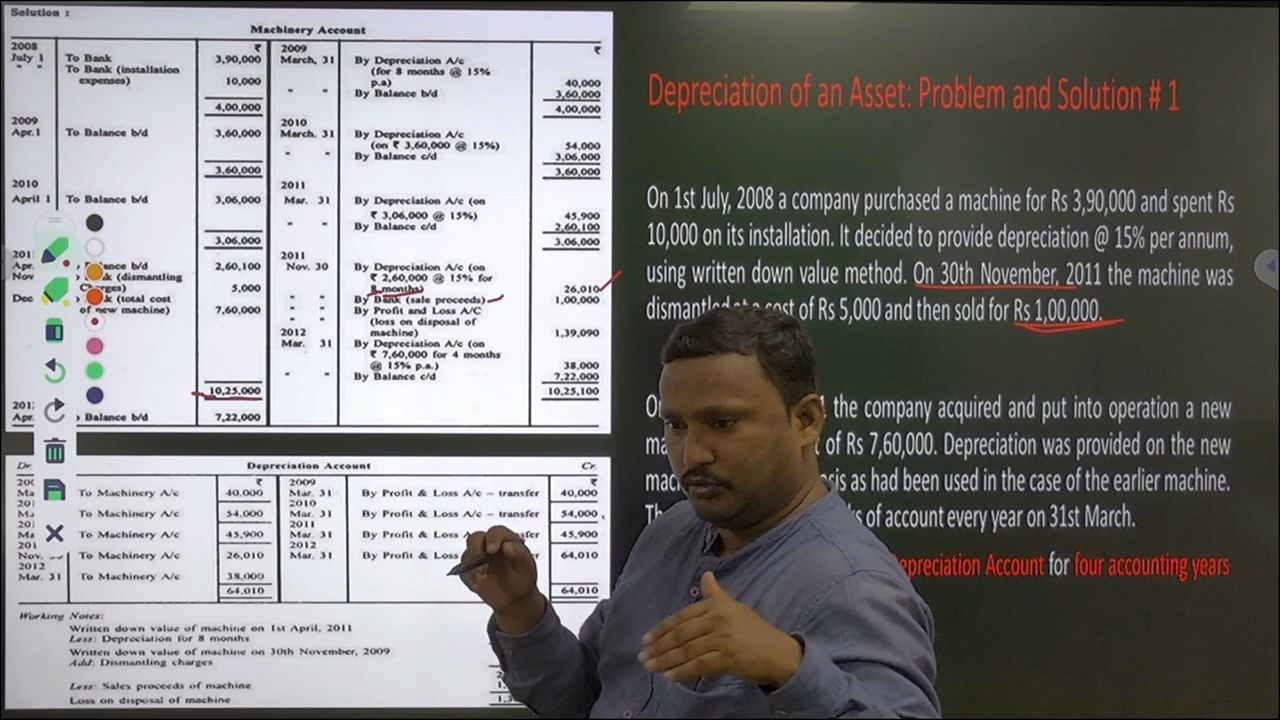 Solution :
Machinery Account
₹ ₹
2008 2009
July 1 To Bank 3,90,000 March, 31 By Depreciation A/c
" " To Bank (installation (for 8 months @ 15%
expenses) 10,000 p.a) 40,000
" " By Balance b/d 3,60,000
4,00,000 4,00,000
2009 2010
Apr.1 To Balance b/d 3,60,000 March. 31 By Depreciation A/c
(on ₹ 3,60,000 @ 15%) 54,000
" " By Balance c/d 3,06,000
3,60,000 3,60,000
2010 2011
April 1 To Balance b/d 3,06,000 Mar. 31 By Depreciation A/c (on
₹ 3,06,000 @ 15%) 45,900
" " By Balance c/d 2,60,100
3,06,000 3,06,000
2011
Apr. b/d 2,60,100 Nov. 30 By Depreciation A/c (on
Nov (dismantling ₹ 2,60,000 @ 15% for
5,000 8 months) 26,010
Dec (total cost " " By Bank (sale proceeds) 1,00,000
of new machine) 7,60,000 " " By Profit and Loss A/C
(loss on disposal of
2012 machine) 1,39,090
Mar. 31 By Depreciation A/c (on
₹ 7,60,000 for 4 months
@ 15% p.a.) 38,000
" " By Balance c/d 7,22,000
10,25,000 10,25,100
Apr. Balance b/d 7,22,000
Dr. Depreciation Account Cr.
₹ 2009 ₹
To Machinery A/c 40,000 Mar. 31 By Profit & Loss A/c – transfer 40,000
2010
To Machinery A/c 54,000 Mar. 31 By Profit & Loss A/c – transfer 54,000
2011
To Machinery A/c 45,900 Mar. 31 By Profit & Loss 45,900
2012
Nov. To Machinery A/c 26,010 Mar. 31 By Profit & Loss 64,010
2012
Mar. 31 To Machinery A/c 38,000
64,010 64,010
Working Notes:
Written down value of machine on 1st April, 2011
Less: Depreciation for 8 months
Written down value of machine on 30th November, 2009
Add: Dismantling charges
Less: Sales proceeds of machine
Loss on disposal of machine
Depreciation of an Asset: Problem and Solution # 1
On 1st July, 2008 a company purchased a machine for Rs 3,90,000 and spent Rs
10,000 on its installation. It decided to provide depreciation @ 15% per annum,
using written down value method. On 30th November, 2011 the machine was
dismantled at a cost of Rs 5,000 and then sold for Rs 1,00,000.
the company acquired and put into operation a new
of Rs 7,60,000. Depreciation was provided on the new
as had been used in the case of the earlier machine.
of account every year on 31st March.
Depreciation Account for four accounting years